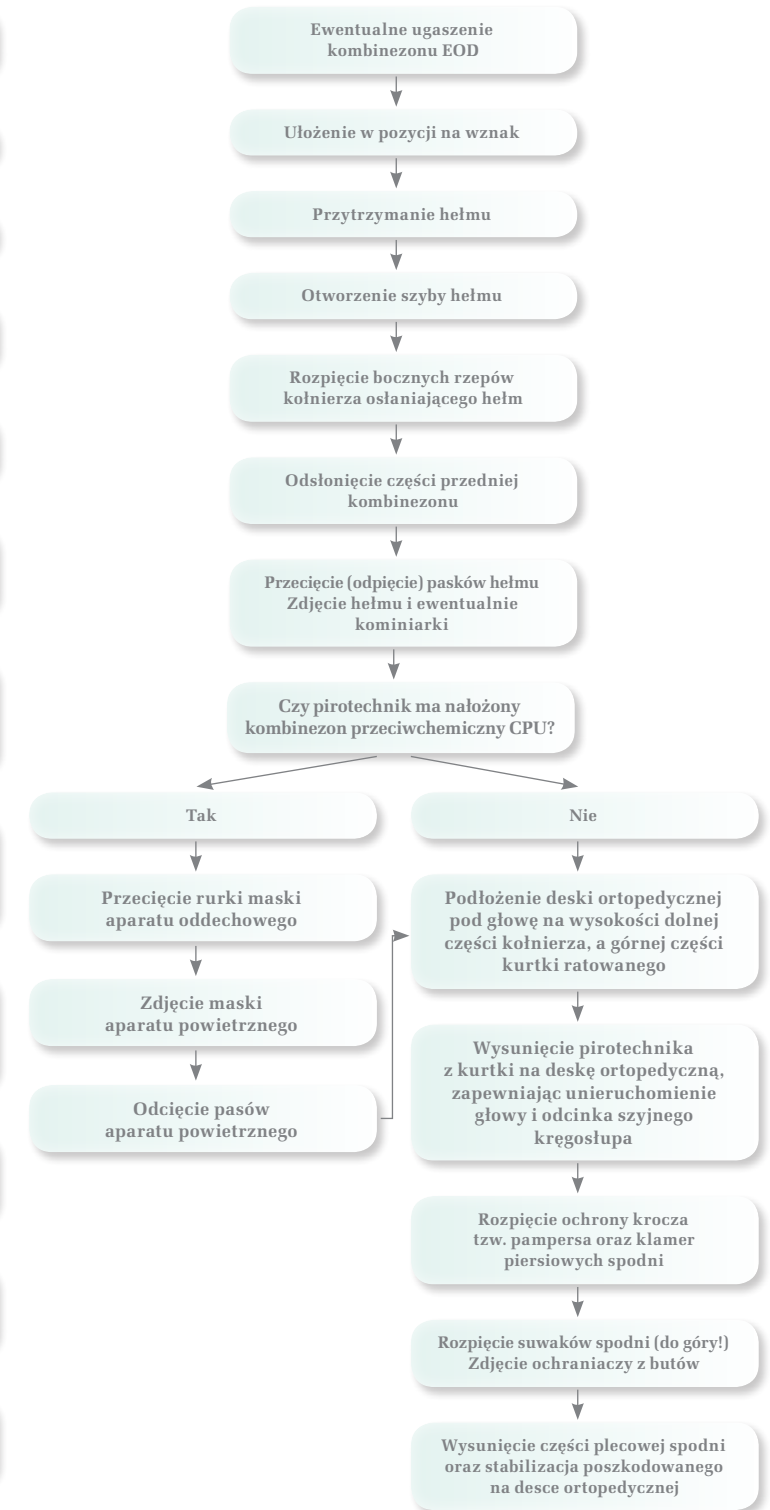 Ewentualne ugaszenie
kombinezonu EOD
Ułożenie w pozycji na wznak
Przytrzymanie hełmu
Otworzenie szyby hełmu
Rozpięcie bocznych rzepów
kołnierza osłaniającego hełm
Odsłonięcie części przedniej
kombinezonu
Przecięcie (odpięcie) pasków hełmu
Zdjęcie hełmu i ewentualnie
kominiarki
Czy pirotechnik ma nałożony
kombinezon przeciwchemiczny CPU?
Tak
Przecięcie rurki maski
aparatu oddechowego
Zdjęcie maski
aparatu powietrznego
Odcięcie pasów
aparatu powietrznego
Nie
Podłożenie deski ortopedycznej
pod głowę na wysokości dolnej
części kołnierza, a górnej części
kurtki ratowanego
Wysunięcie pirotechnika
z kurtki na deskę ortopedyczną,
zapewniając unieruchomienie
głowy i odcinka szyjnego
kręgosłupa
Rozpięcie ochrony krocza
tzw. pampersa oraz klamer
piersiowych spodni
Rozpięcie suwaków spodni (do góry!)
Zdjęcie ochraniaczy z butów
Wysunięcie części plecowej spodni
oraz stabilizacja poszkodowanego
na desce ortopedycznej